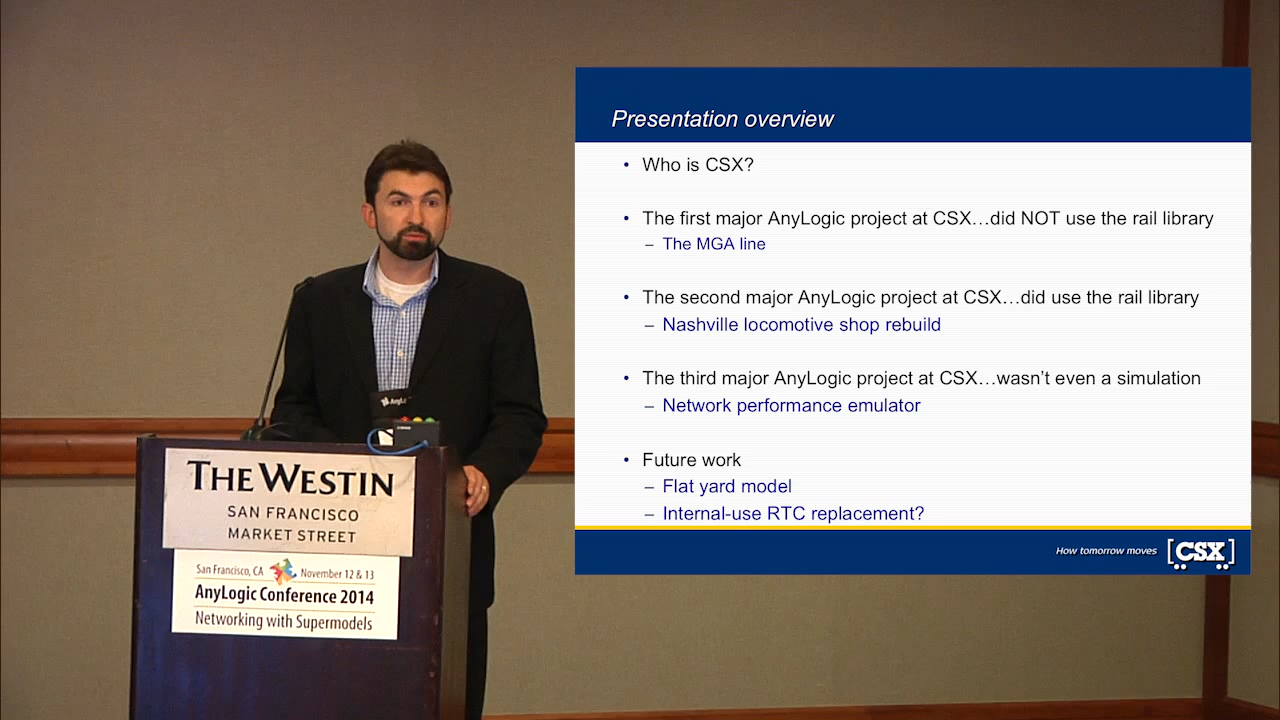 Presentation overview
• Who is CSX?
• The first major AnyLogic project at CSX…did NOT use the rail library
– The MGA line
• The second major AnyLogic project at CSX…did use the rail library
– Nashville locomotive shop rebuild
• The third major AnyLogic project at CSX…wasn't even a simulation
– Network performance emulator
• Future work
– Flat yard model
– Internal-use RTC replacement?
How tomorrow moves [CSX]
THE WESTIN
SAN FRANCISCO
MARKET STREET
San Francisco, CA November 12 & 13
AnyLogic Conference 2014
Networking with Supermodels